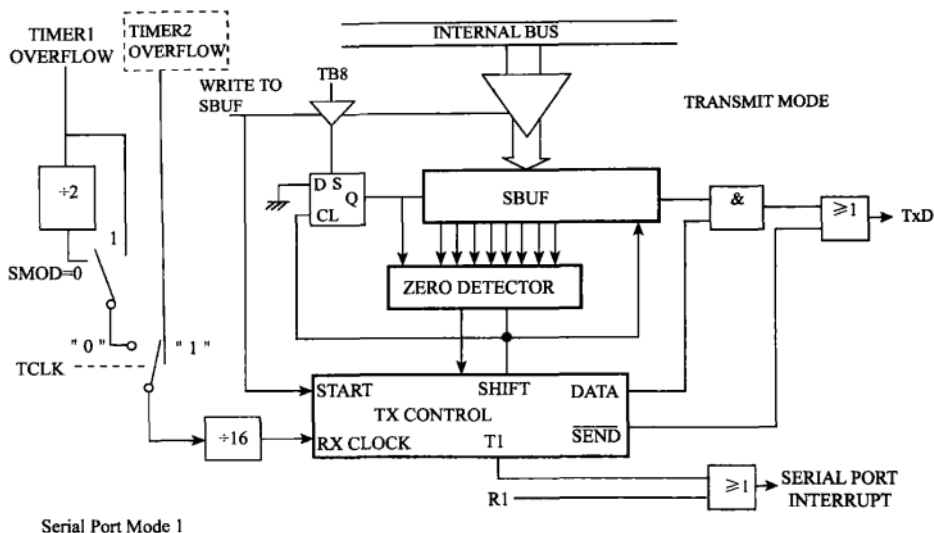 INTERNAL BUS
TIMER1
OVERFLOW
TIMER2
OVERFLOW
TB8
WRITE TO
SBUF
TRANSMIT MODE
÷2
1
SMOD=0
D S
Q
CL
SBUF
&
≥1
TxD
ZERO DETECTOR
"0"
"1"
TCLK
START
SHIFT
DATA
TX CONTROL
RX CLOCK
T1
SEND
÷16
R1
≥1
SERIAL PORT
INTERRUPT
Serial Port Mode 1